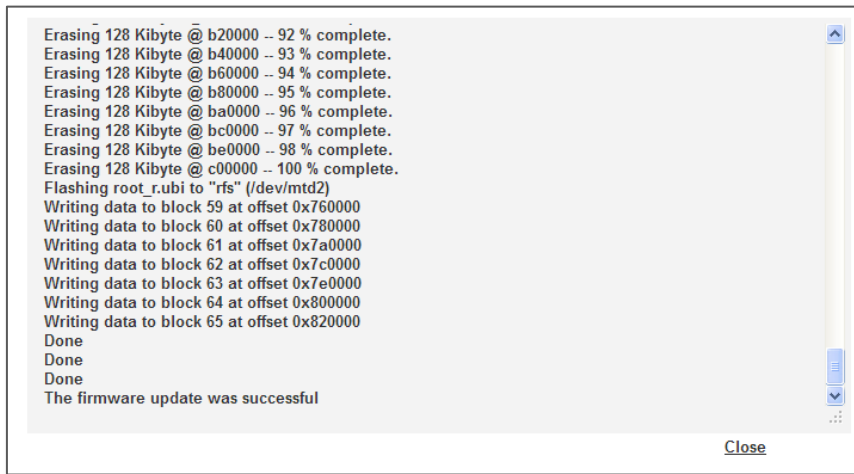 Erasing 128 Kibyte @ b20000 -- 92 % complete.
Erasing 128 Kibyte @ b40000 -- 93 % complete.
Erasing 128 Kibyte @ b60000 -- 94 % complete.
Erasing 128 Kibyte @ b80000 -- 95 % complete.
Erasing 128 Kibyte @ ba0000 -- 96 % complete.
Erasing 128 Kibyte @ bc0000 -- 97 % complete.
Erasing 128 Kibyte @ be0000 -- 98 % complete.
Erasing 128 Kibyte @ c00000 -- 100 % complete.
Flashing root_r.ubi to "rfs" (/dev/mtd2)
Writing data to block 59 at offset 0x760000
Writing data to block 60 at offset 0x780000
Writing data to block 61 at offset 0x7a0000
Writing data to block 62 at offset 0x7c0000
Writing data to block 63 at offset 0x7e0000
Writing data to block 64 at offset 0x800000
Writing data to block 65 at offset 0x820000
Done
Done
Done
The firmware update was successful
Close